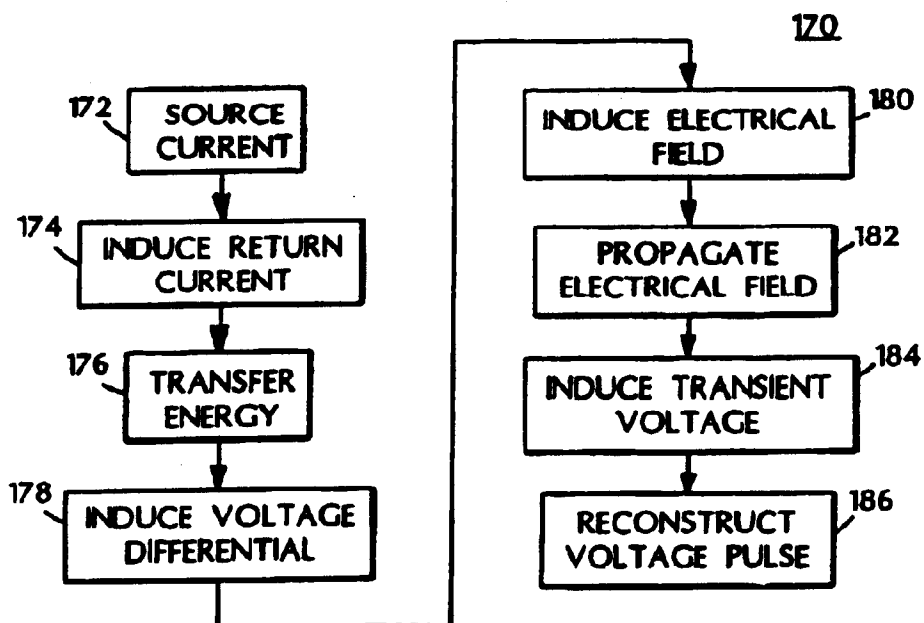 170
172
SOURCE
CURRENT
174
INDUCE RETURN
CURRENT
176
TRANSFER
ENERGY
178
INDUCE VOLTAGE
DIFFERENTIAL
180
INDUCE ELECTRICAL
FIELD
182
PROPAGATE
ELECTRICAL FIELD
184
INDUCE TRANSIENT
VOLTAGE
186
RECONSTRUCT
VOLTAGE PULSE